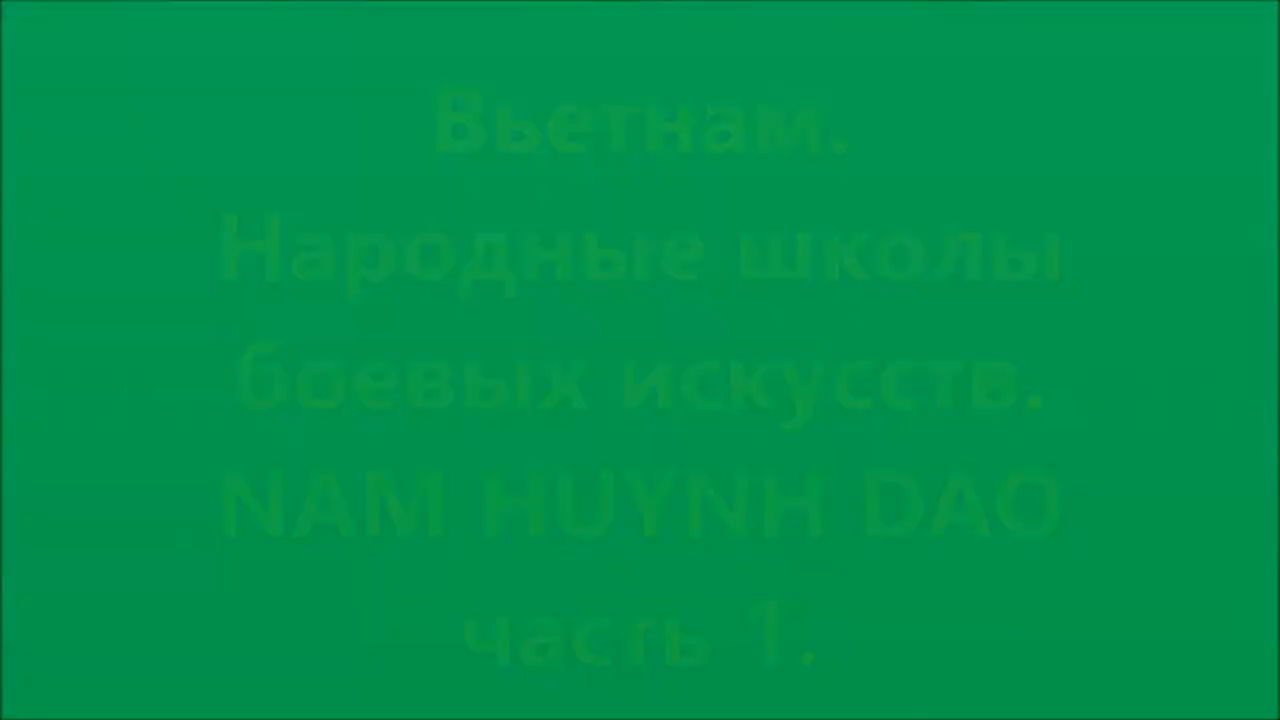 Вьетнам.
Народные школы
боевых искусств.
NAM HUYNH DAO
часть 1.